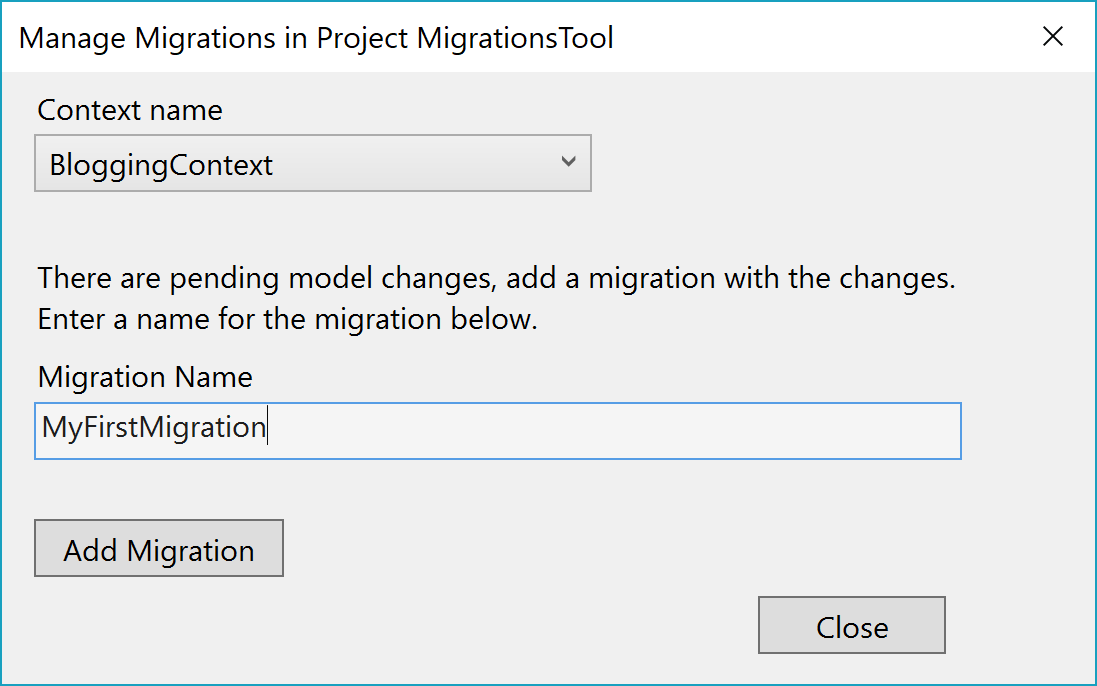 Manage Migrations in Project MigrationsTool
Context name
BloggingContext
There are pending model changes, add a migration with the changes.
Enter a name for the migration below.
Migration Name
MyFirstMigration
Add Migration
Close